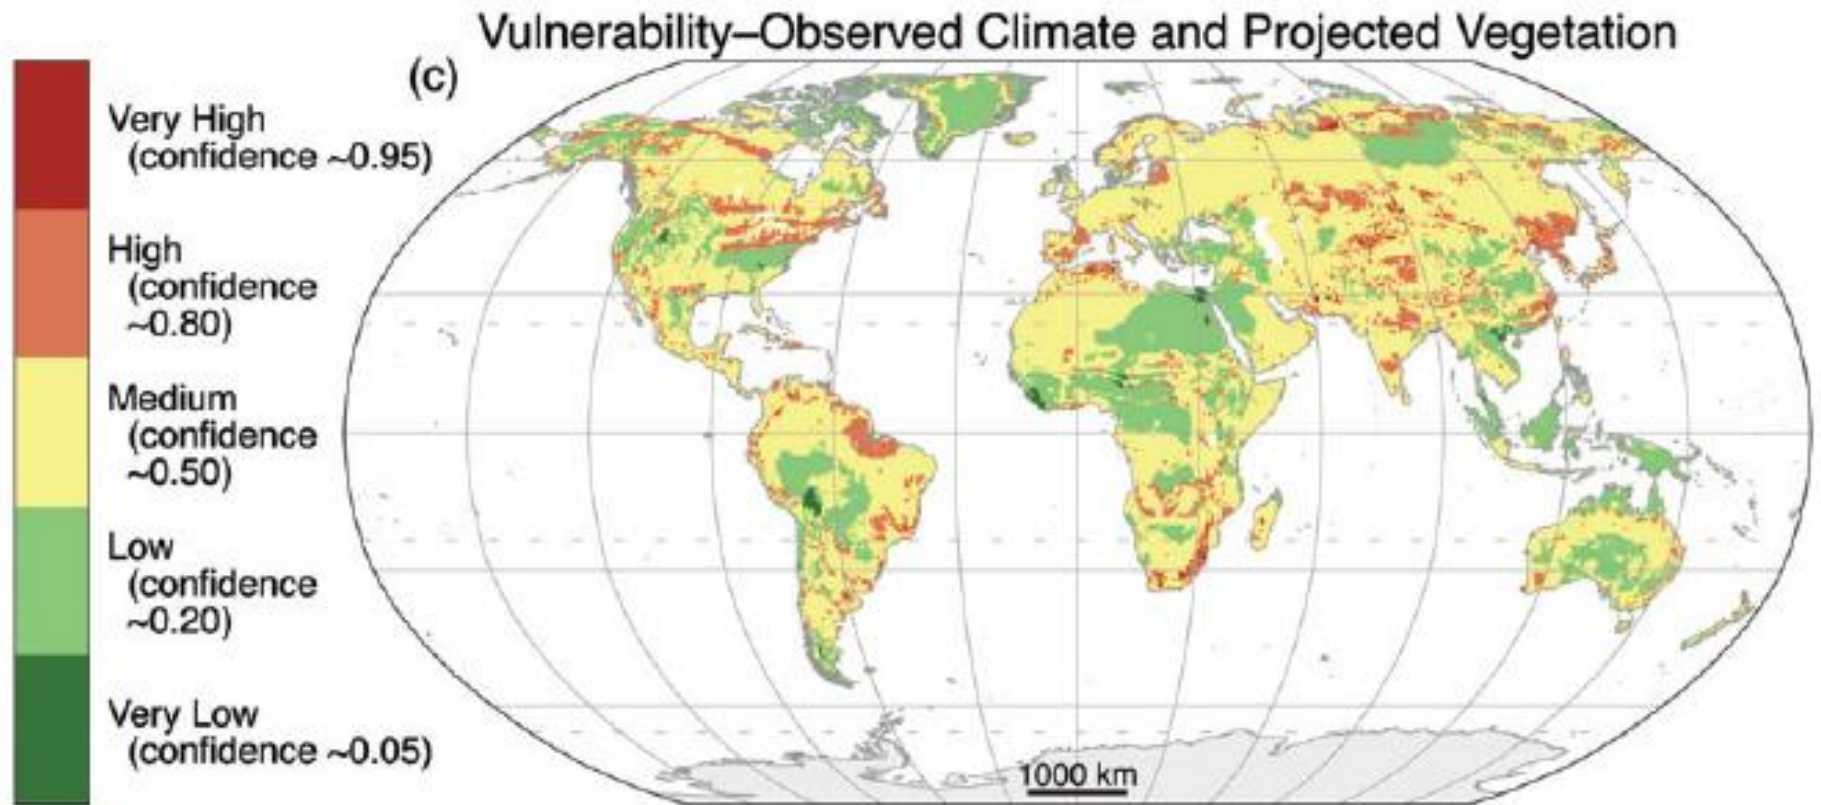 Vulnerability–Observed Climate and Projected Vegetation
(c)
Very High
(confidence ~0.95)
High
(confidence
~0.80)
Medium
(confidence
~0.50)
Low
(confidence
~0.20)
Very Low
(confidence ~0.05)
1000 km